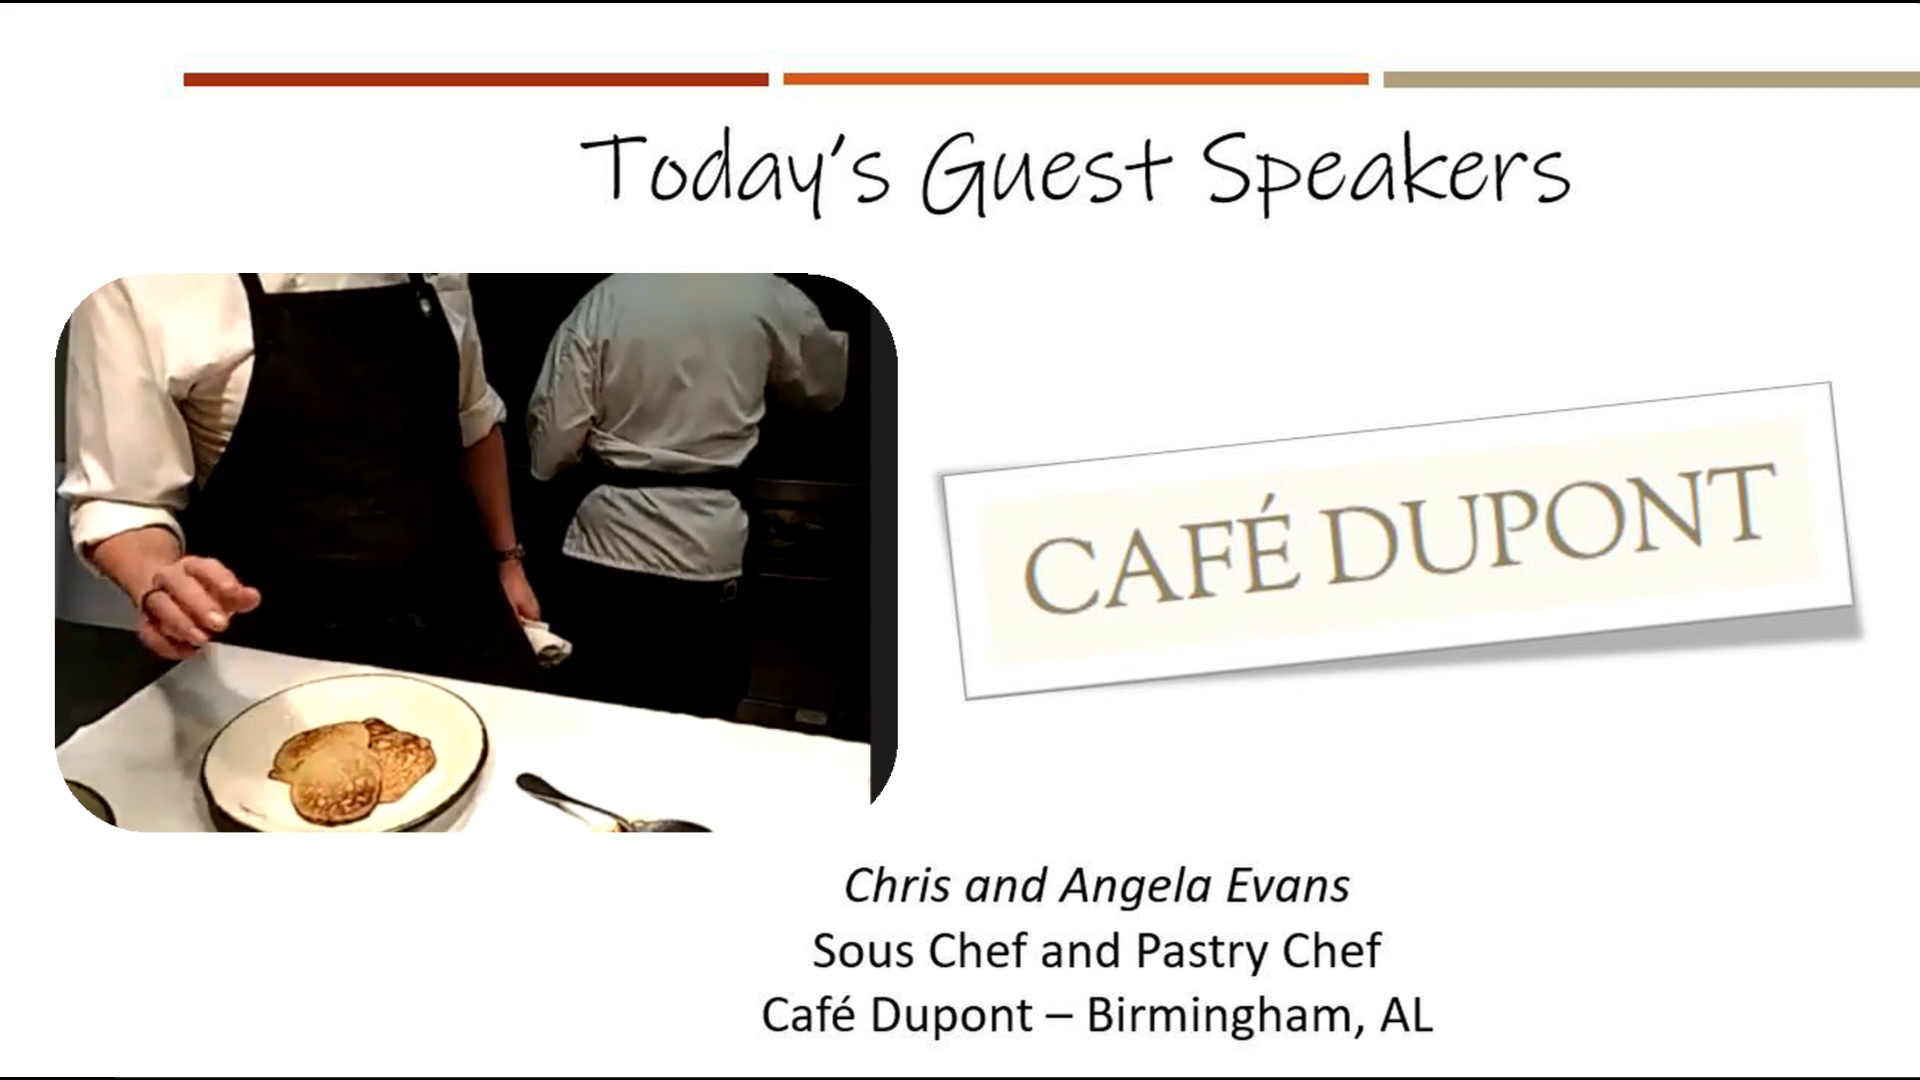 Today's Guest Speakers
CAFÉ DUPONT
Chris and Angela Evans
Sous Chef and Pastry Chef
Café Dupont – Birmingham, AL